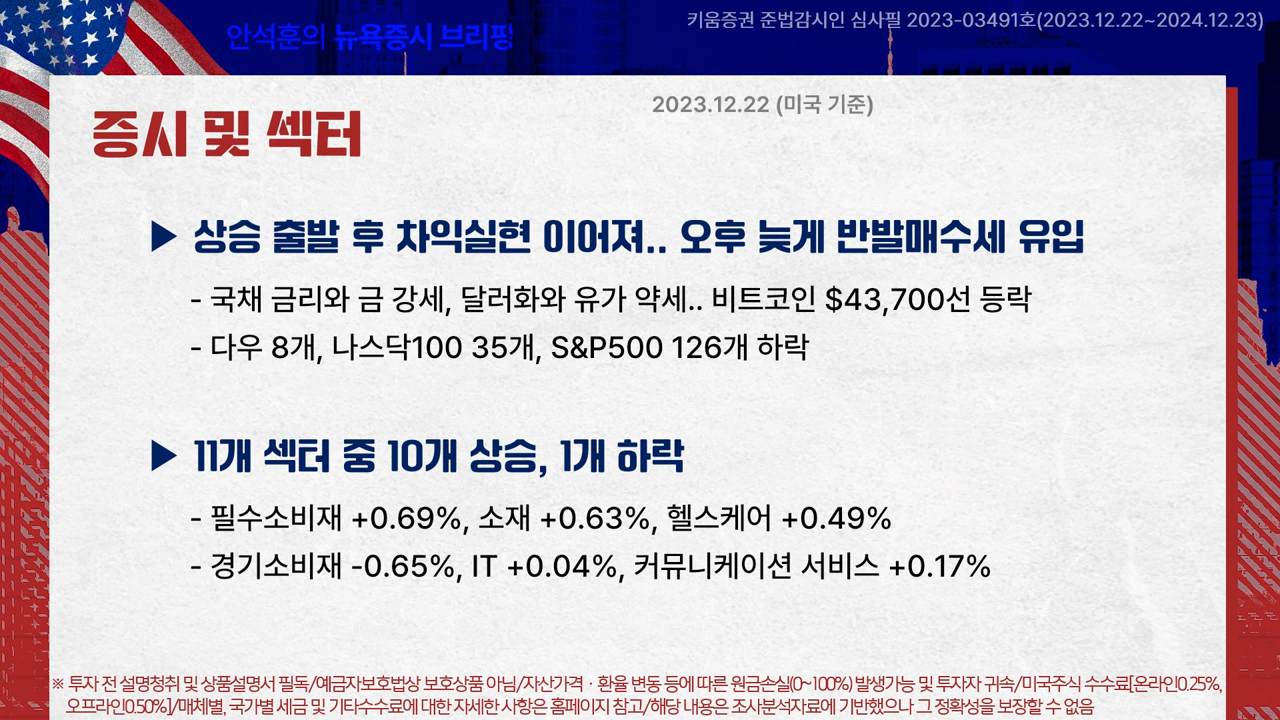 안석훈의 뉴욕증시 브리핑
키움증권 준법감시인 심사필 2023-03491호(2023.12.22~2024.12.23)
2023.12.22 (미국 기준)
증시 및 섹터
▶ 상승 출발 후 차익실현 이어져.. 오후 늦게 반발매수세 유입
- 국채 금리와 금 강세, 달러화와 유가 약세.. 비트코인 $43,700선 등락
- 다우 8개, 나스닥100 35개, S&P500 126개 하락
▶ 11개 섹터 중 10개 상승, 1개 하락
- 필수소비재 +0.69%, 소재 +0.63%, 헬스케어 +0.49%
- 경기소비재 -0.65%, IT +0.04%, 커뮤니케이션 서비스 +0.17%
※ 투자 전 설명청취 및 상품설명서 필독/예금자보호법상 보호상품 아님/자산가격 · 환율 변동 등에 따른 원금손실(0~100%) 발생가능 및 투자자 귀속/미국주식 수수료[온라인0.25%,
오프라인0.50%]/매체별, 국가별 세금 및 기타수수료에 대한 자세한 사항은 홈페이지 참고/해당 내용은 조사분석자료에 기반했으나 그 정확성을 보장할 수 없음